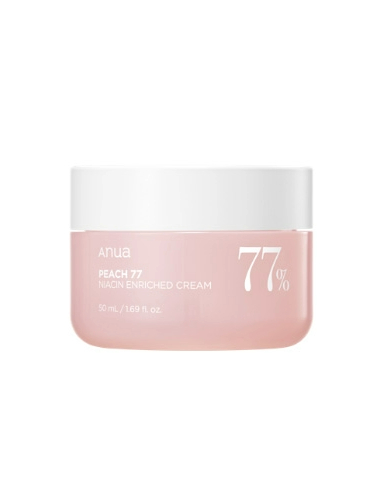 Anua
PEACH 77
NIACIN ENRICHED CREAM
50 mL / 1.69 fl. oz.
77%